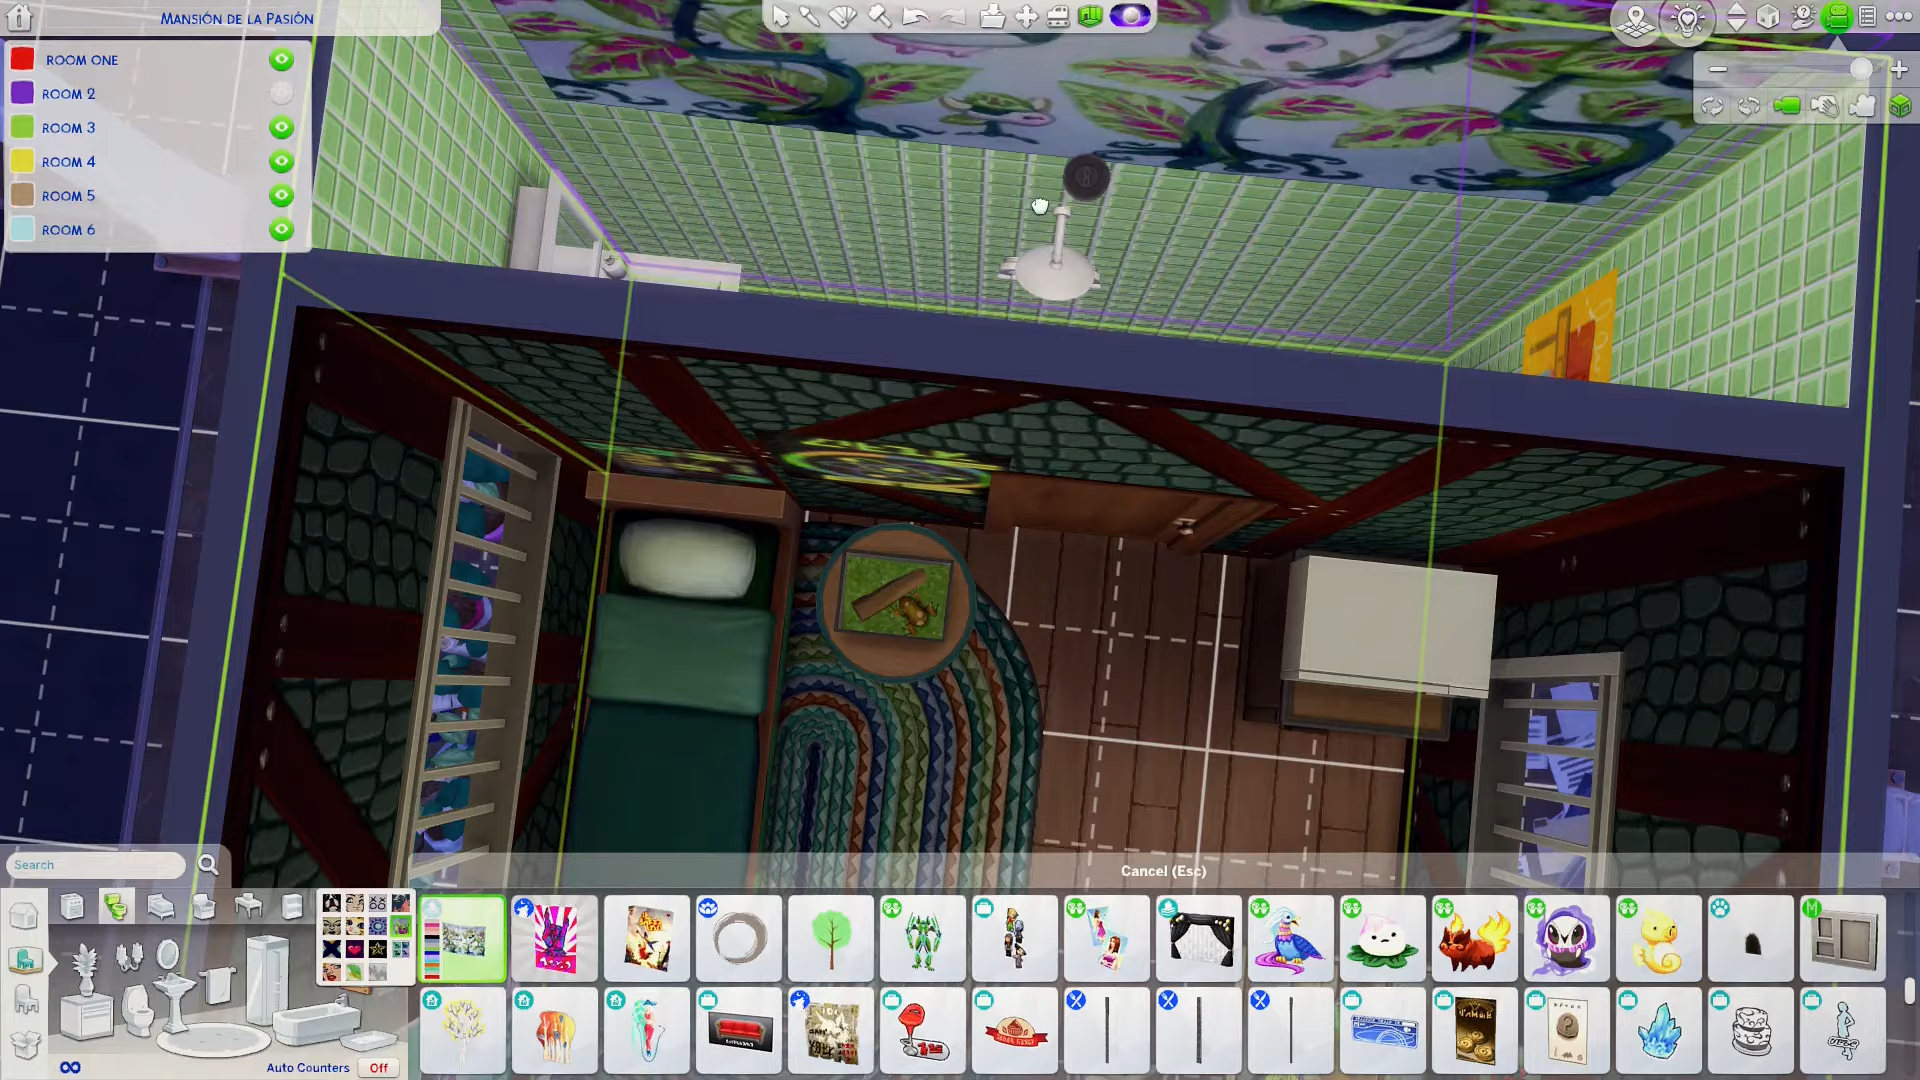 MANSIÓN DE LA PASIÓN
ROOM ONE
ROOM 2
ROOM 3
ROOM 4
ROOM 5
ROOM 6
Search
Cancel (Esc)
Auto Counters Off